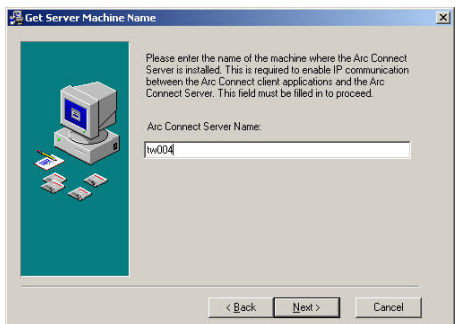 Get Server Machine Name
Please enter the name of the machine where the Arc Connect
Server is installed. This is required to enable IP communication
between the Arc Connect client applications and the Arc
Connect Server. This field must be filled in to proceed.
Arc Connect Server Name:
tw004
< Back
Next >
Cancel